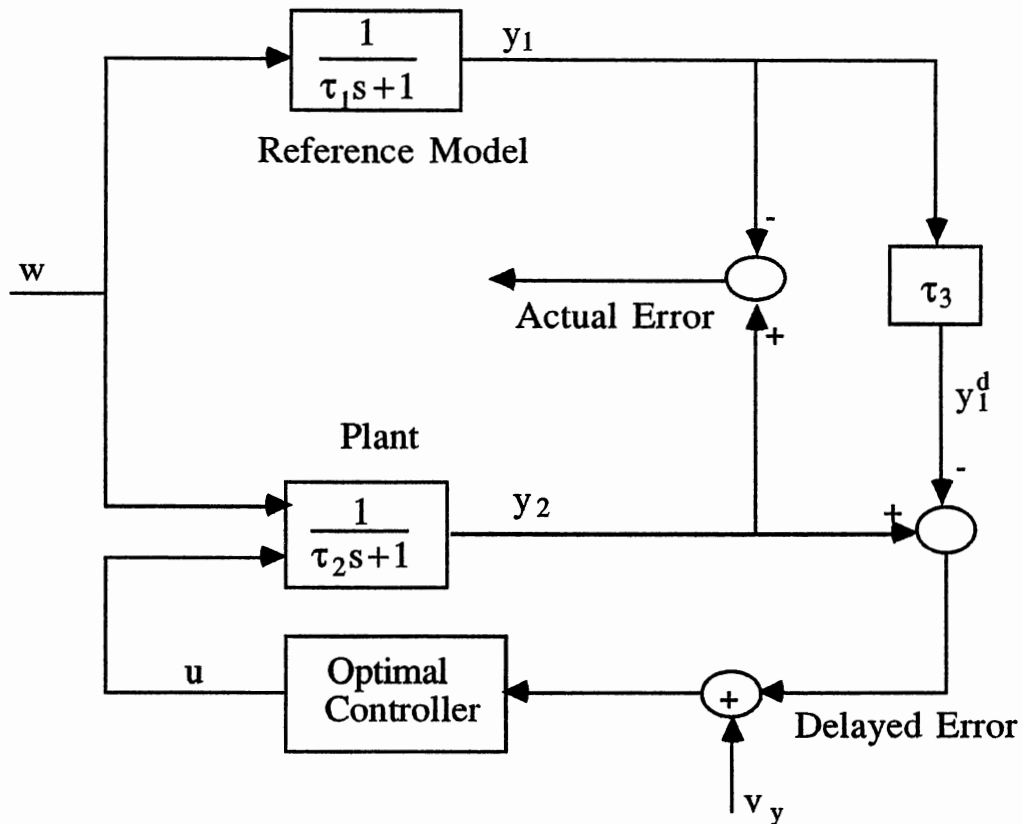 1
τ₁s+1
y₁
Reference Model
-
w
Actual Error
τ₃
+
y₁ᵈ
Plant
-
1
τ₂s+1
y₂
+
u
Optimal
Controller
+
Delayed Error
v_y